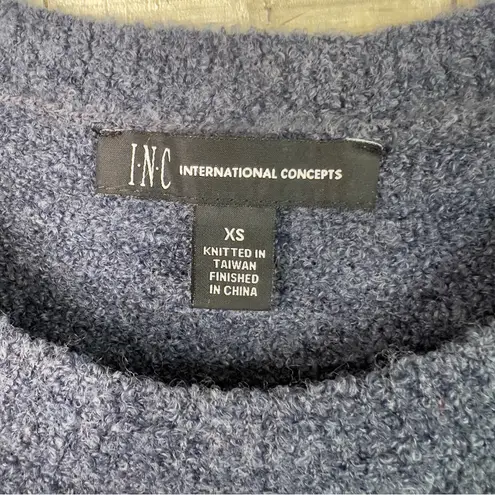 I·N·C INTERNATIONAL CONCEPTS
XS
KNITTED IN
TAIWAN
FINISHED
IN CHINA